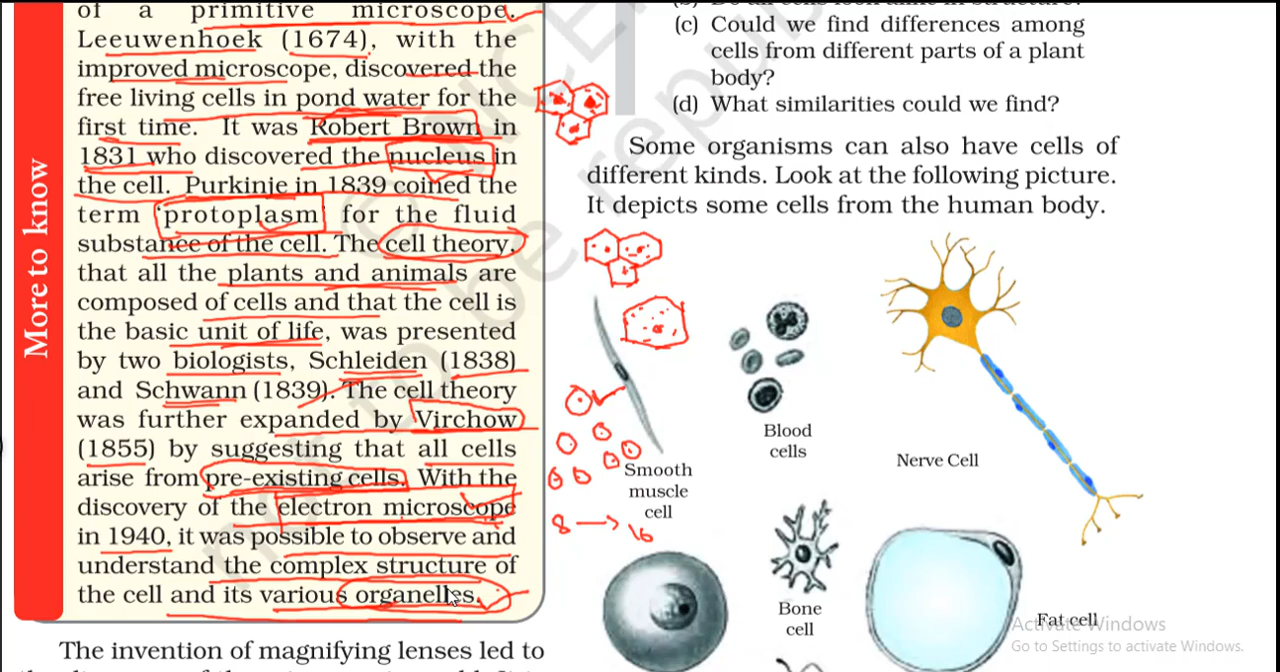 of a primitive microscope.
Leeuwenhoek (1674), with the
improved microscope, discovered the
free living cells in pond water for the
first time. It was Robert Brown in
1831 who discovered the nucleus in
the cell. Purkinje in 1839 coined the
term 'protoplasm' for the fluid
substance of the cell. The cell theory,
that all the plants and animals are
composed of cells and that the cell is
the basic unit of life, was presented
by two biologists, Schleiden (1838)
and Schwann (1839). The cell theory
was further expanded by Virchow
(1855) by suggesting that all cells
arise from pre-existing cells. With the
discovery of the electron microscope
in 1940, it was possible to observe and
understand the complex structure of
the cell and its various organelles.
More to know
The invention of magnifying lenses led to
(b) Do all cells look alike in structure?
(c) Could we find differences among
cells from different parts of a plant
body?
(d) What similarities could we find?
Some organisms can also have cells of
different kinds. Look at the following picture.
It depicts some cells from the human body.
Smooth
muscle
cell
Blood
cells
Nerve Cell
8 → 16
Bone
cell
Fat cell
Activate Windows
Go to Settings to activate Windows.